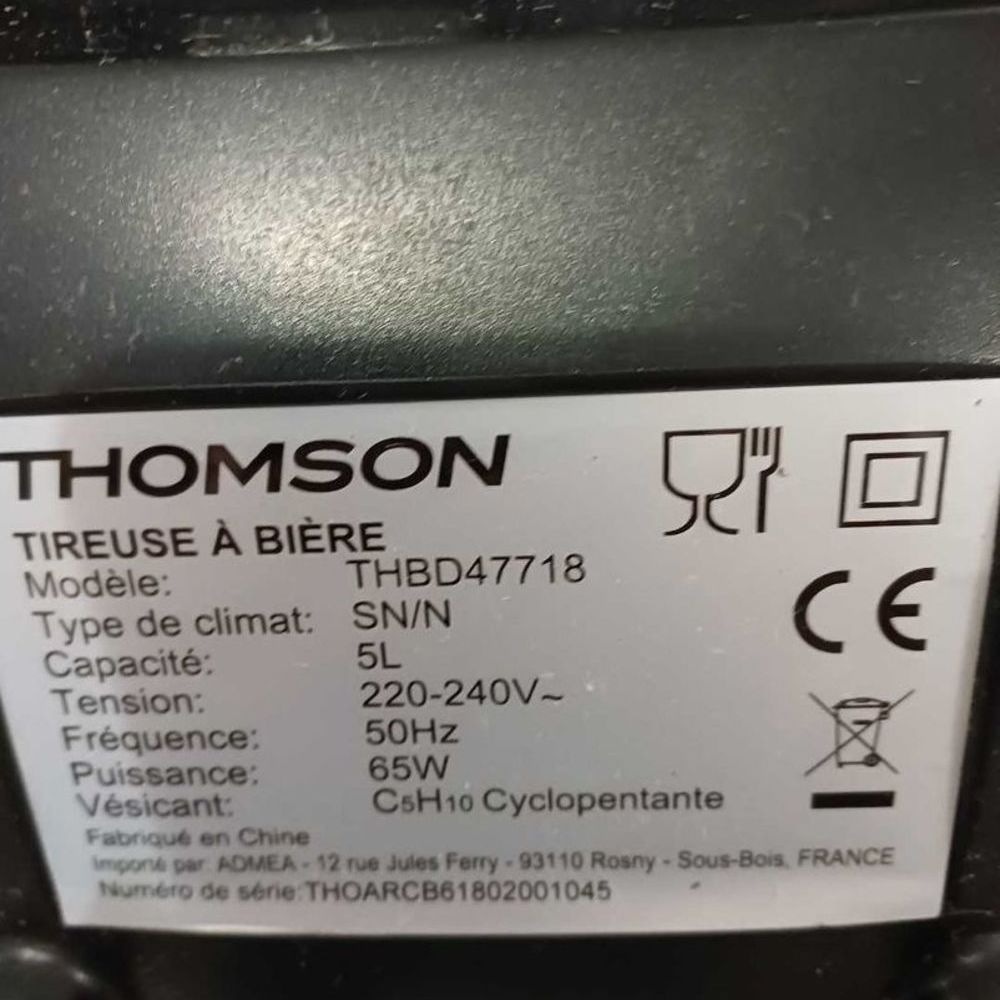 THOMSON
TIREUSE À BIÈRE
Modèle: THBD47718
Type de climat: SN/N
Capacité: 5L
Tension: 220-240V~
Fréquence: 50Hz
Puissance: 65W
Vésicant: C5H10 Cyclopentante
Fabriqué en Chine
Imponé par: ADMEA - 12 rue Jules Ferry - 93110 Rosny - Sous-Bois, FRANCE
Numéro de série:THOARCB61802001045
CE